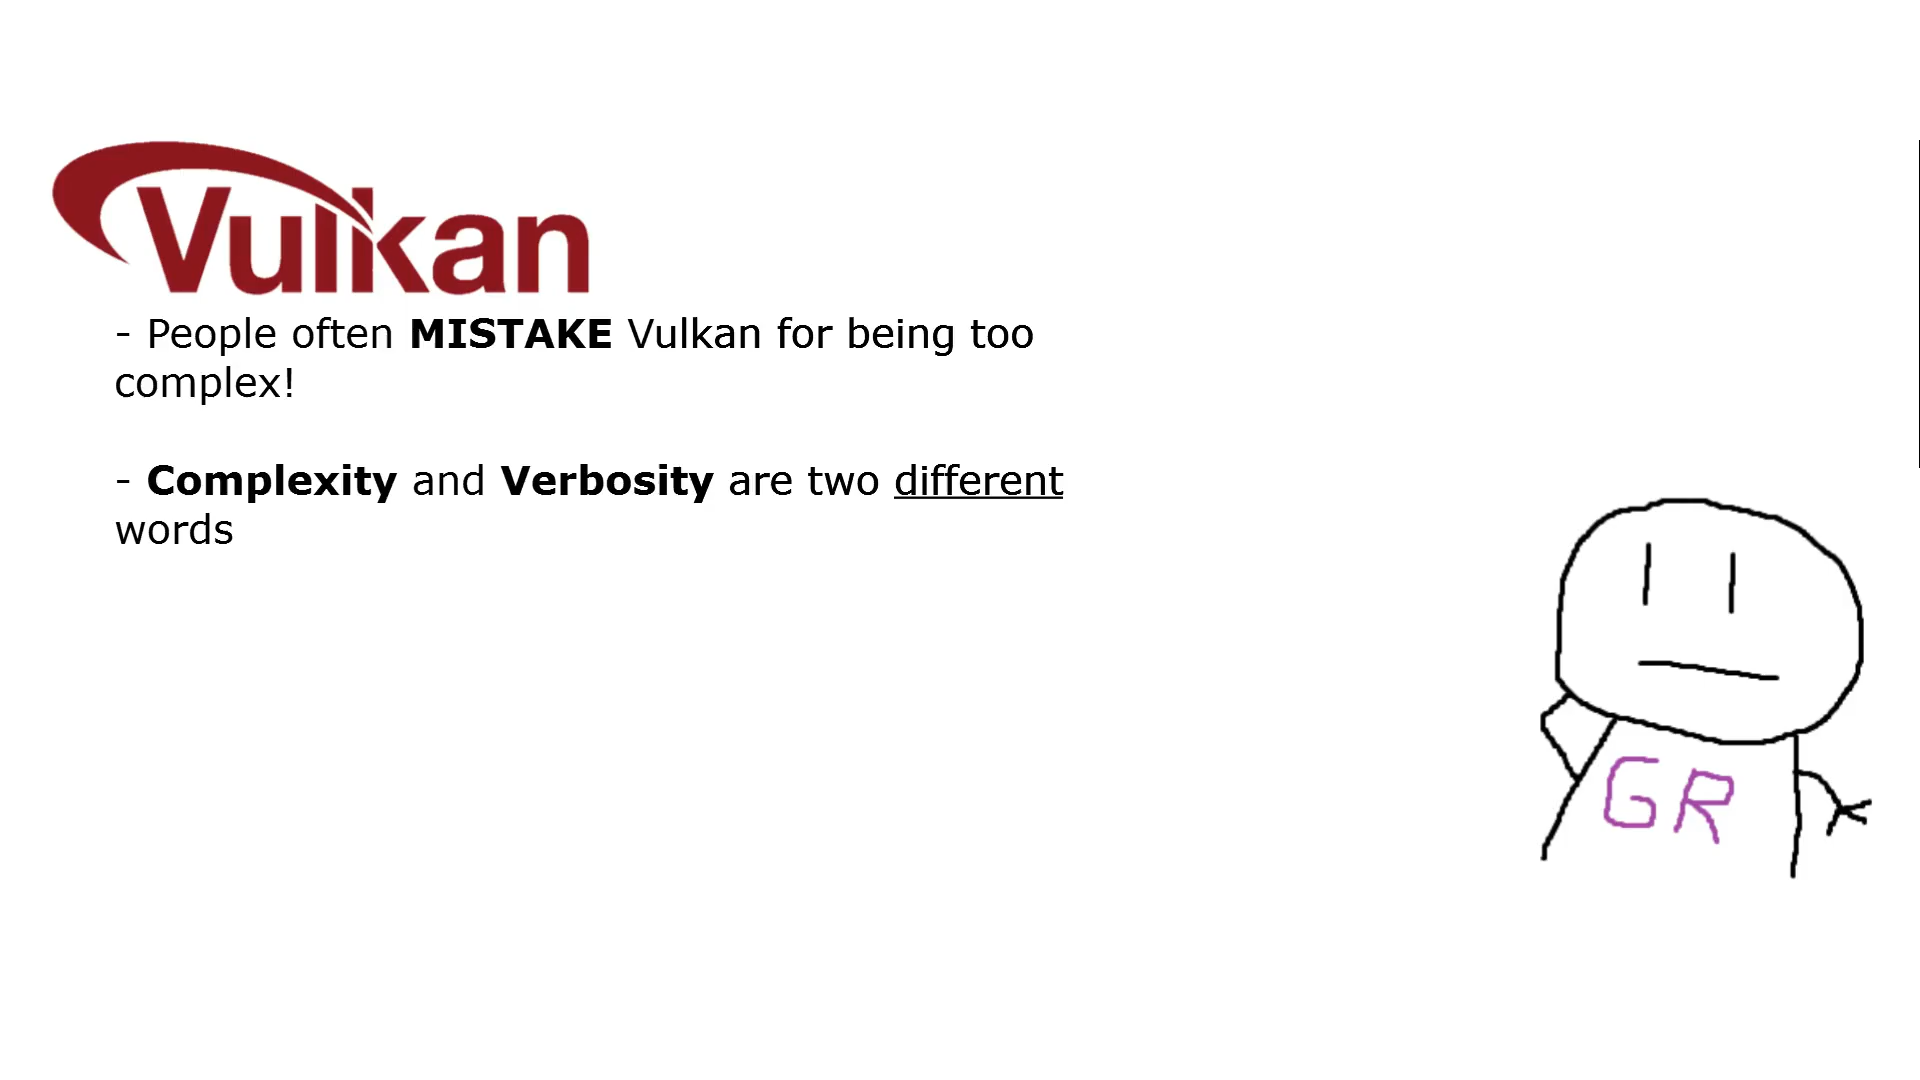 Vulkan
- People often MISTAKE Vulkan for being too
complex!
- Complexity and Verbosity are two different
words
GR